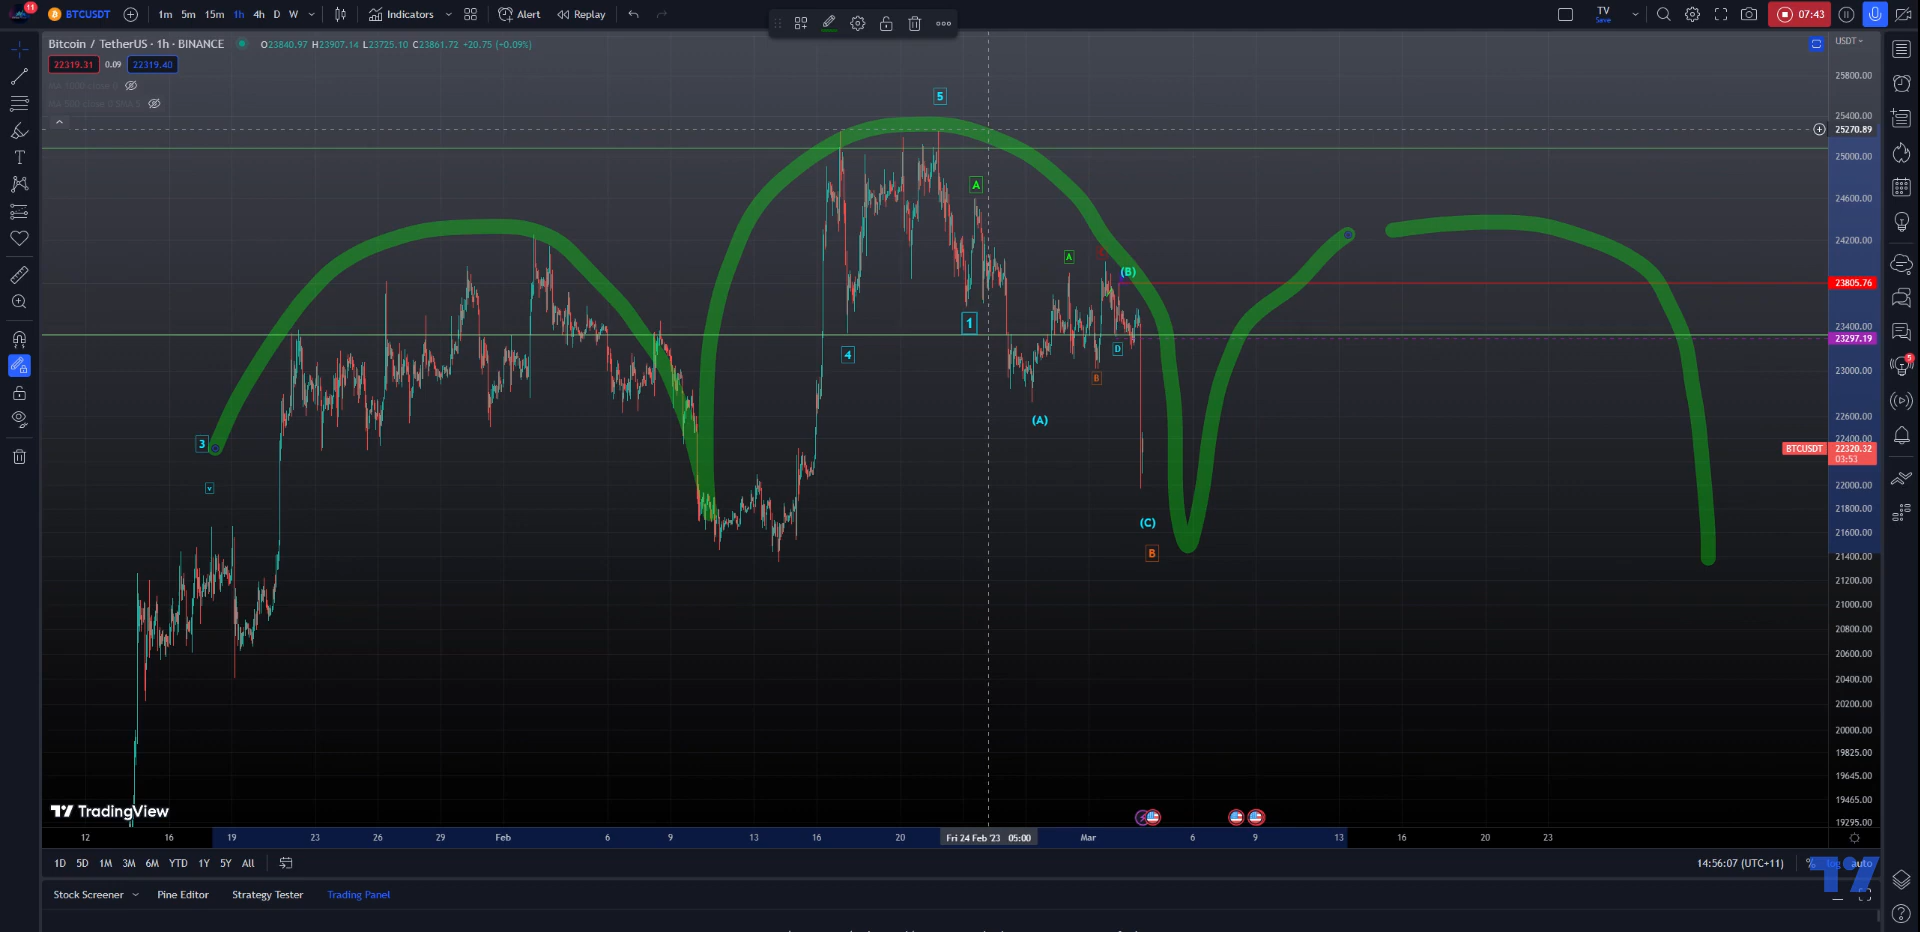 11
BTCUSDT
1m 5m 15m 1h 4h D W
Indicators
Alert
Replay
TV
Save
07:43
Bitcoin / TetherUS · 1h · BINANCE
O23840.97 H23907.14 L23725.10 C23861.72 +20.75 (+0.09%)
USDT
22319.31 0.09 22319.40
25800.00
25400.00
25270.89
25000.00
24600.00
24200.00
23805.76
23400.00
23297.19
23000.00
22600.00
22400.00
BTCUSDT 22320.32
03:53
22000.00
21800.00
21600.00
21400.00
21200.00
21000.00
20800.00
20600.00
20400.00
20200.00
20000.00
19825.00
19645.00
19465.00
19295.00
5
A
A
(B)
1
D
4
B
(A)
3
v
(C)
B
5
TradingView
12 16 19 23 26 Feb 6 9 13 16 20 Fri 24 Feb '23 05:00 Mar 6 9 13 16 20 23
1D 5D 1M 3M 6M YTD 1Y 5Y All
14:56:07 (UTC+11) % log auto
Stock Screener Pine Editor Strategy Tester Trading Panel